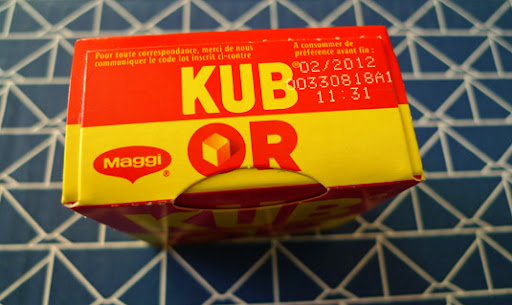 Pour toute correspondance, merci de nous
communiquer le code lot inscrit ci-contre
A consommer de
préférence avant fin :
02/2012
00330818A1
11:31
KUB®
OR
Maggi®
KUB